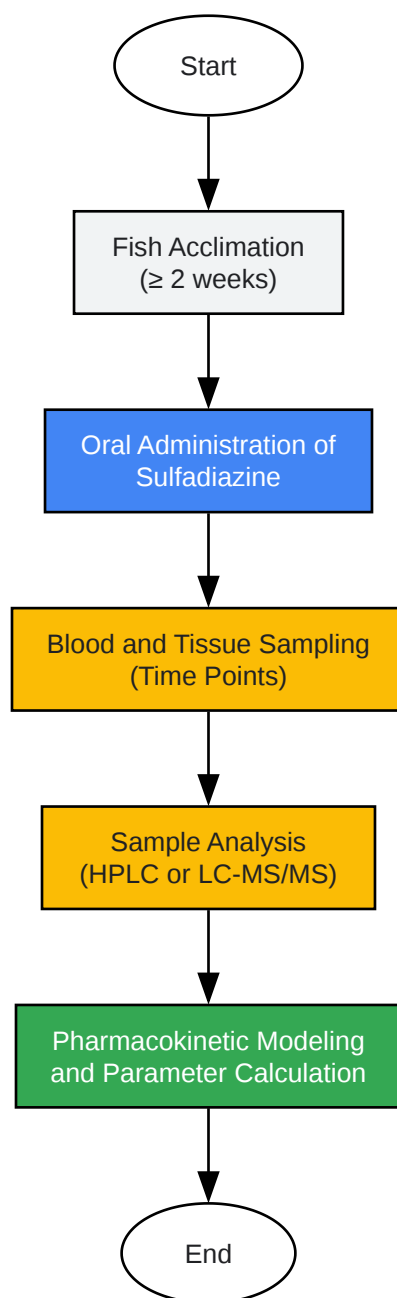 Start
Fish Acclimation
(≥ 2 weeks)
Oral Administration of
Sulfadiazine
Blood and Tissue Sampling
(Time Points)
Sample Analysis
(HPLC or LC-MS/MS)
Pharmacokinetic Modeling
and Parameter Calculation
End